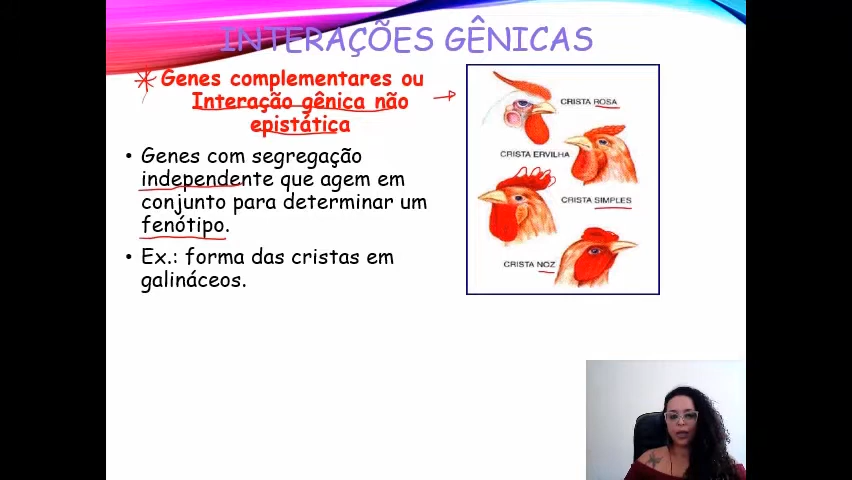 INTERAÇÕES GÊNICAS
Genes complementares ou
Interação gênica não
epistática
• Genes com segregação
independente que agem em
conjunto para determinar um
fenótipo.
• Ex.: forma das cristas em
galináceos.
CRISTA ROSA
CRISTA ERVILHA
CRISTA SIMPLES
CRISTA NOZ